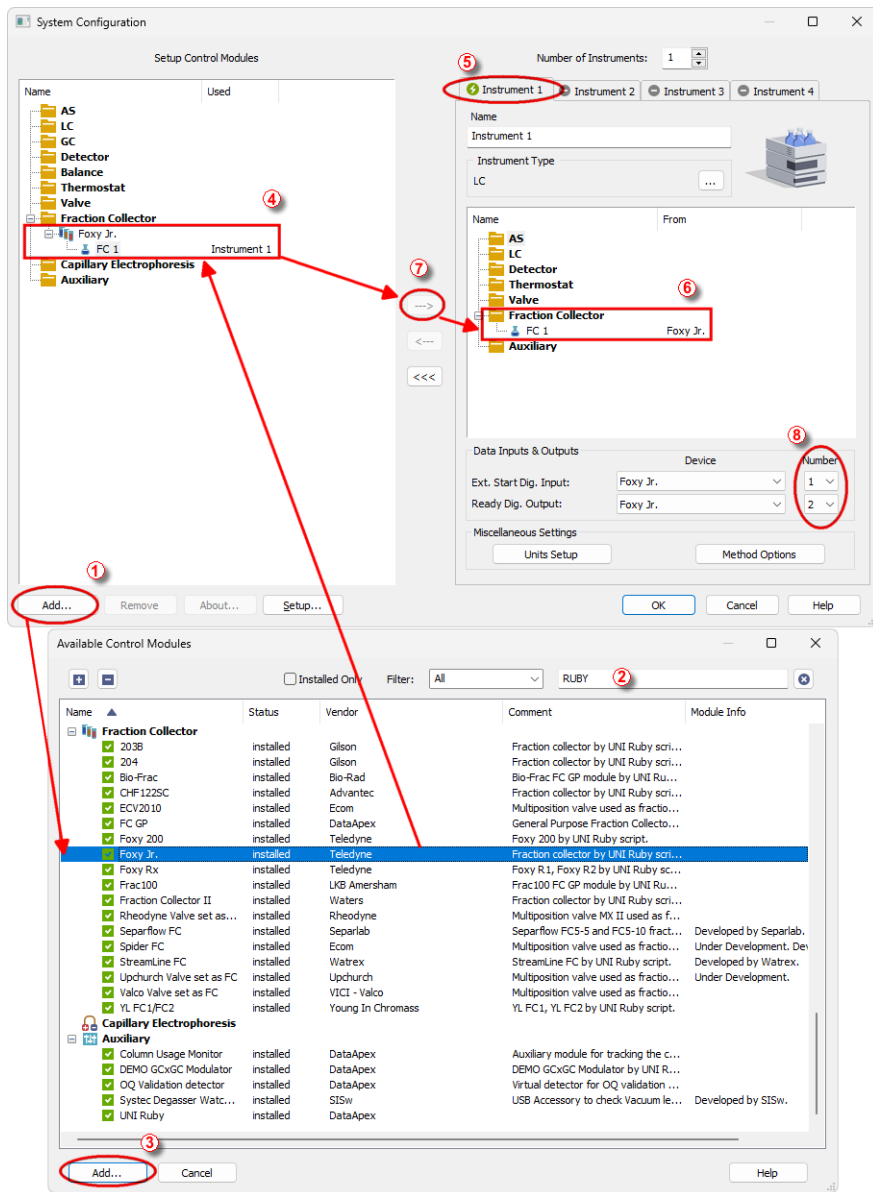 System Configuration
Setup Control Modules
Number of Instruments: 1
⑤
Name Used
AS
LC
GC
Detector
Balance
Thermostat
Valve
④
Fraction Collector
Foxy Jr.
FC 1 Instrument 1
Capillary Electrophoresis
Auxiliary
⑦
--->
<---
<<<
Instrument 1 Instrument 2 Instrument 3 Instrument 4
Name
Instrument 1
Instrument Type
LC ...
Name From
AS
LC
Detector
Thermostat
Valve
⑥
Fraction Collector
FC 1 Foxy Jr.
Auxiliary
⑧
Data Inputs & Outputs
Device Number
Ext. Start Dig. Input: Foxy Jr. 1
Ready Dig. Output: Foxy Jr. 2
Miscellaneous Settings
Units Setup Method Options
①
Add... Remove About... Setup... OK Cancel Help
Available Control Modules
Installed Only Filter: All RUBY ②
Name Status Vendor Comment Module Info
Fraction Collector
203B installed Gilson Fraction collector by UNI Ruby scri...
204 installed Gilson Fraction collector by UNI Ruby scri...
Bio-Frac installed Bio-Rad Bio-Frac FC GP module by UNI Ru...
CHF122SC installed Advantec Fraction collector by UNI Ruby scri...
ECV2010 installed Ecom Multiposition valve used as fractio...
FC GP installed DataApex General Purpose Fraction Collecto...
Foxy 200 installed Teledyne Foxy 200 by UNI Ruby script.
Foxy Jr. installed Teledyne Fraction collector by UNI Ruby scri...
Foxy Rx installed Teledyne Foxy R1, Foxy R2 by UNI Ruby sc...
Frac100 installed LKB Amersham Frac100 FC GP module by UNI Ru...
Fraction Collector II installed Waters Fraction collector by UNI Ruby scri...
Rheodyne Valve set as... installed Rheodyne Multiposition valve MX II used as f...
Separflow FC installed Separlab Separflow FC5-5 and FC5-10 fract... Developed by Separlab.
Spider FC installed Ecom Multiposition valve used as fractio... Under Development. Dev
StreamLine FC installed Watrex StreamLine FC by UNI Ruby script. Developed by Watrex.
Upchurch Valve set as FC installed Upchurch Multiposition valve used as fractio... Under Development.
Valco Valve set as FC installed VICI - Valco Multiposition valve used as fractio...
YL FC1/FC2 installed Young In Chromass YL FC1, YL FC2 by UNI Ruby script.
Capillary Electrophoresis
Auxiliary
Column Usage Monitor installed DataApex Auxiliary module for tracking the c...
DEMO GCxGC Modulator installed DataApex DEMO GCxGC Modulator by UNI R...
OQ Validation detector installed DataApex Virtual detector for OQ validation ...
Systec Degasser Watc... installed SISw USB Accessory to check Vacuum le... Developed by SISw.
UNI Ruby installed DataApex
③
Add... Cancel Help